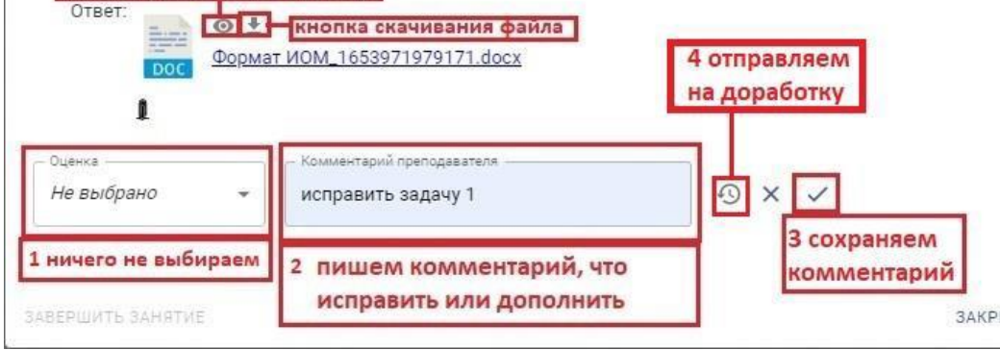 Ответ:
кнопка скачивания файла
DOC
Формат ИОМ_1653971979171.docx
4 отправляем
на доработку
Оценка
Не выбрано
Комментарий преподавателя
исправить задачу 1
1 ничего не выбираем
2 пишем комментарий, что
исправить или дополнить
3 сохраняем
комментарий
ЗАВЕРШИТЬ ЗАНЯТИЕ
ЗАКР